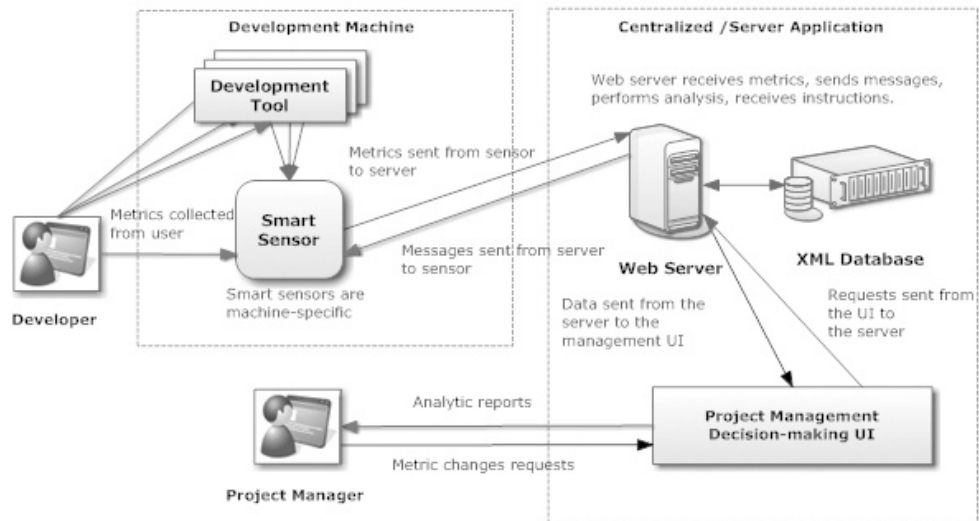 Development Machine
Development
Tool
Metrics sent from sensor
to server
Metrics collected
from user
Smart
Sensor
Messages sent from server
to sensor
Smart sensors are
machine-specific
Developer
Centralized /Server Application
Web server receives metrics, sends messages,
performs analysis, receives instructions.
Web Server
XML Database
Data sent from the
server to the
management UI
Requests sent from
the UI to
the server
Analytic reports
Metric changes requests
Project Manager
Project Management
Decision-making UI